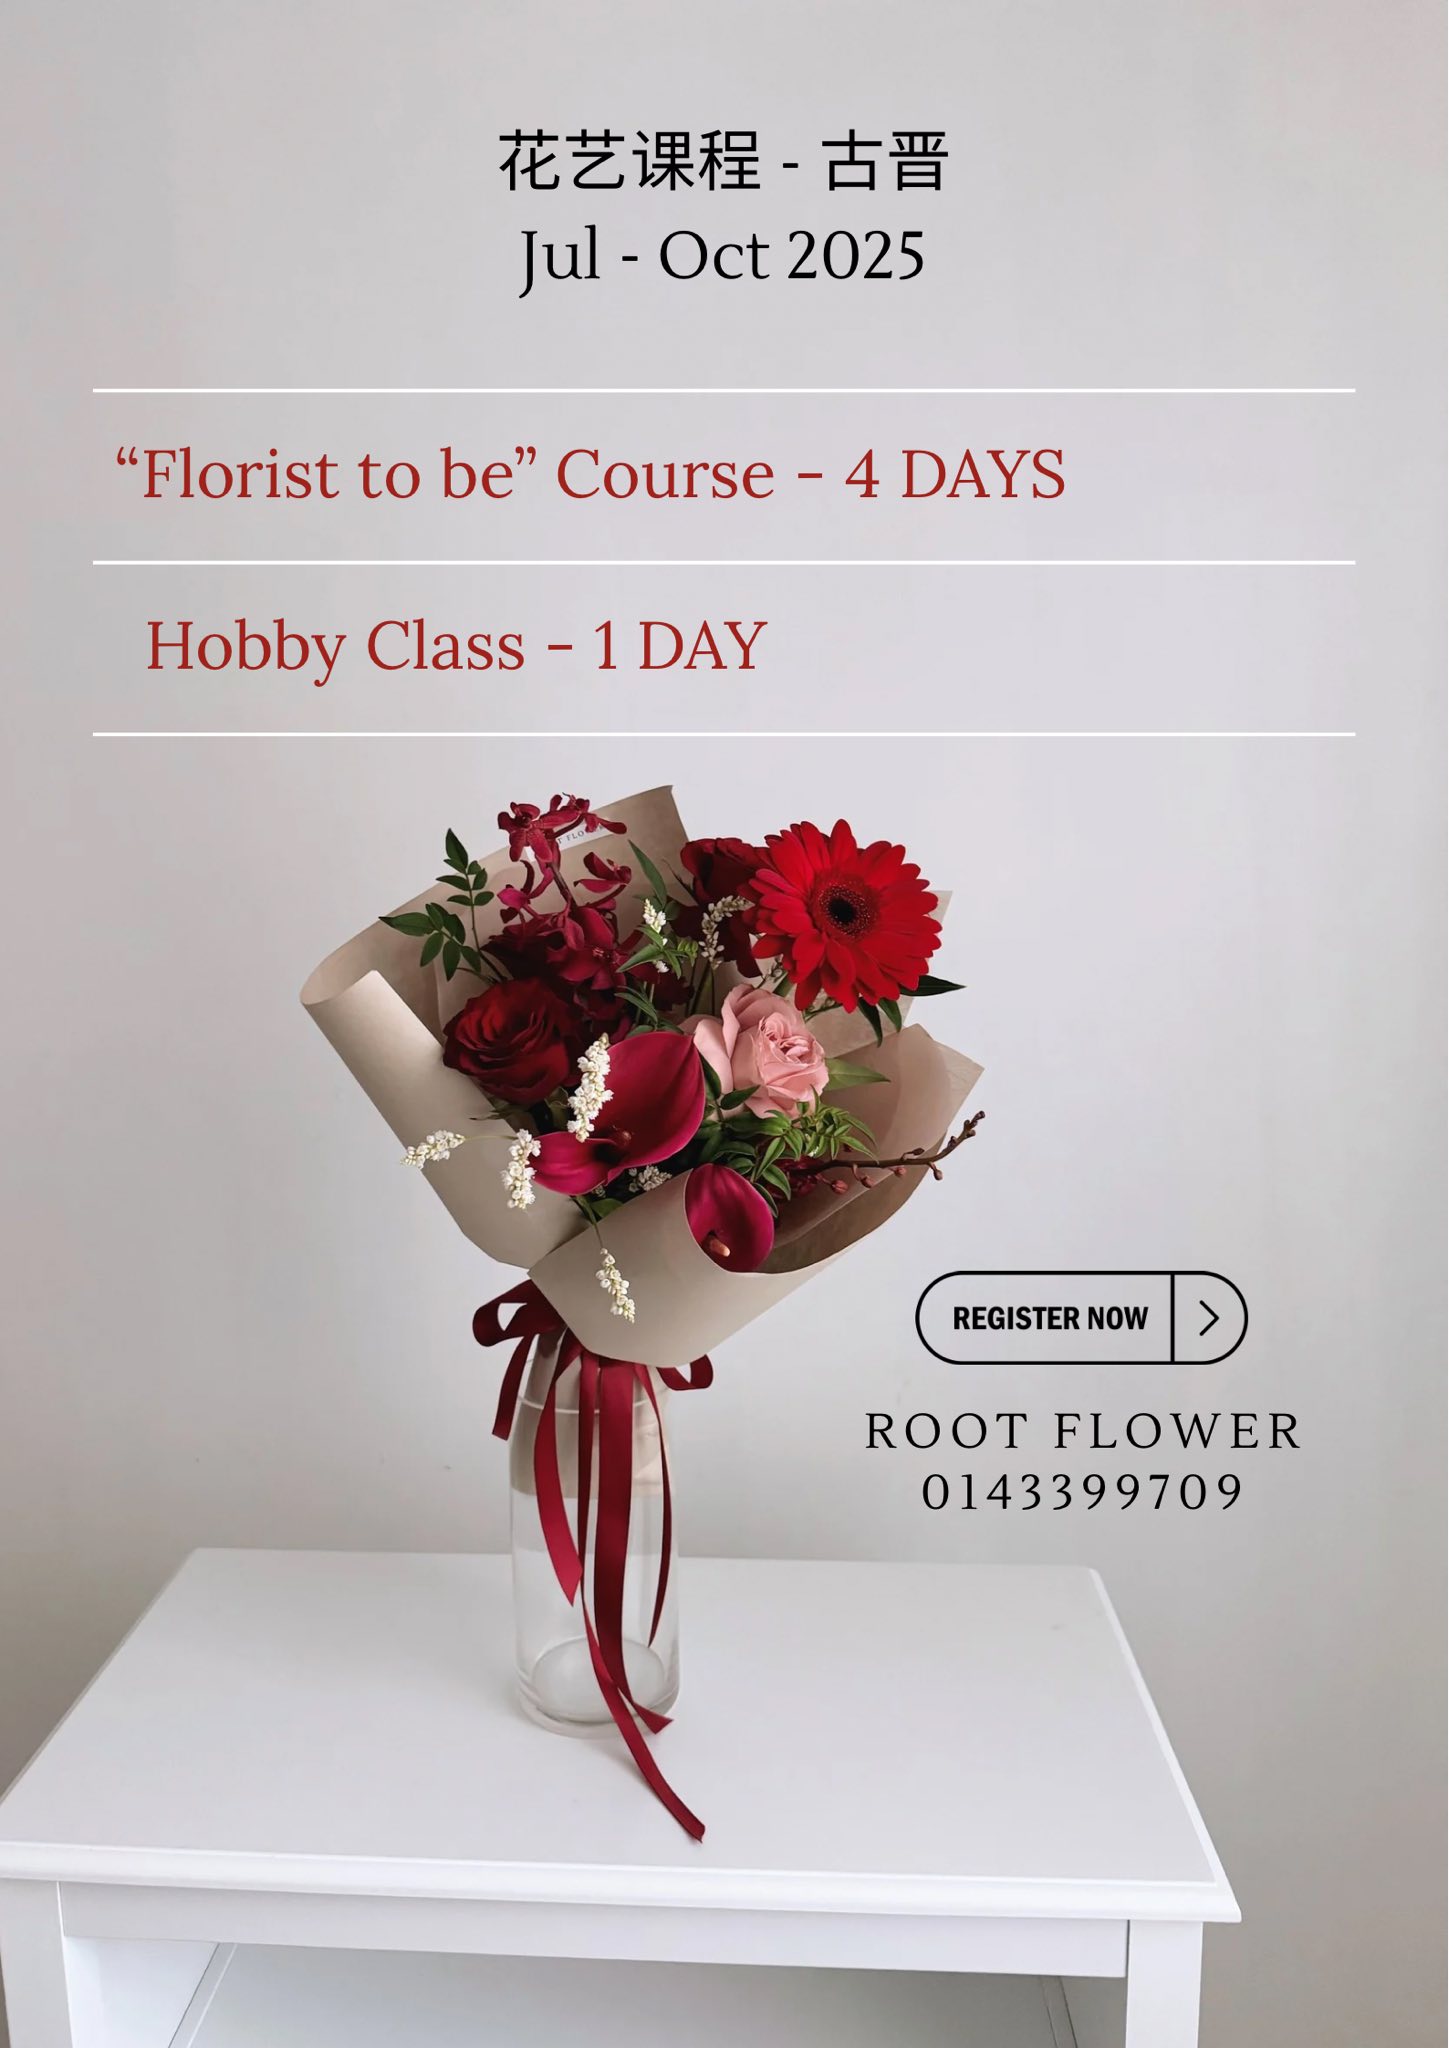 花艺课程 - 古晋
Jul - Oct 2025
“Florist to be” Course - 4 DAYS
Hobby Class - 1 DAY
REGISTER NOW
ROOT FLOWER
0143399709